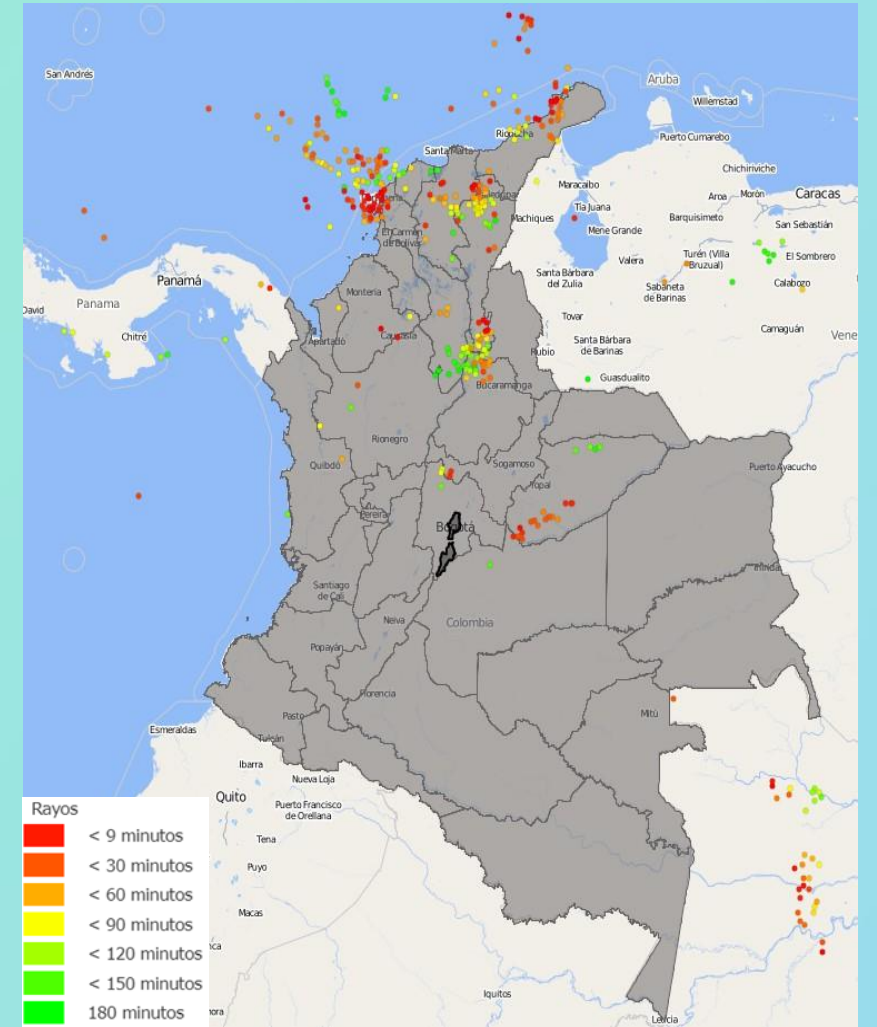 San Andrés
Aruba
Willemstad
Riohacha
Puerto Cumarebo
Santa Marta
Chichiriviche
Maracaibo
Aroa
Morón
Caracas
Tia Juana
Machiques
Barquisimeto
San Sebastián
Mene Grande
El Carmen
de Bolívar
Valera
Turén (Villa
Bruzual)
El Sombrero
Panamá
Santa Bárbara
del Zulia
Sabaneta
de Barinas
Calabozo
Panama
Montería
David
Tovar
Camaguán
Chitré
Caucasia
Vene
Apartadó
Rubio
Santa Bárbara
de Barinas
Guasdualito
Bucaramanga
Rionegro
Quibdó
Sogamoso
Puerto Ayacucho
Yopal
Pereira
Bogotá
Inírida
Santiago
de Cali
Neiva
Colombia
Popayán
Florencia
Mitú
Pasto
Esmeraldas
Tulcán
Ibarra
Nueva Loja
Quito
Puerto Francisco
de Orellana
Tena
Puyo
Macas
Iquitos
Leticia
Rayos
< 9 minutos
< 30 minutos
< 60 minutos
< 90 minutos
< 120 minutos
< 150 minutos
180 minutos